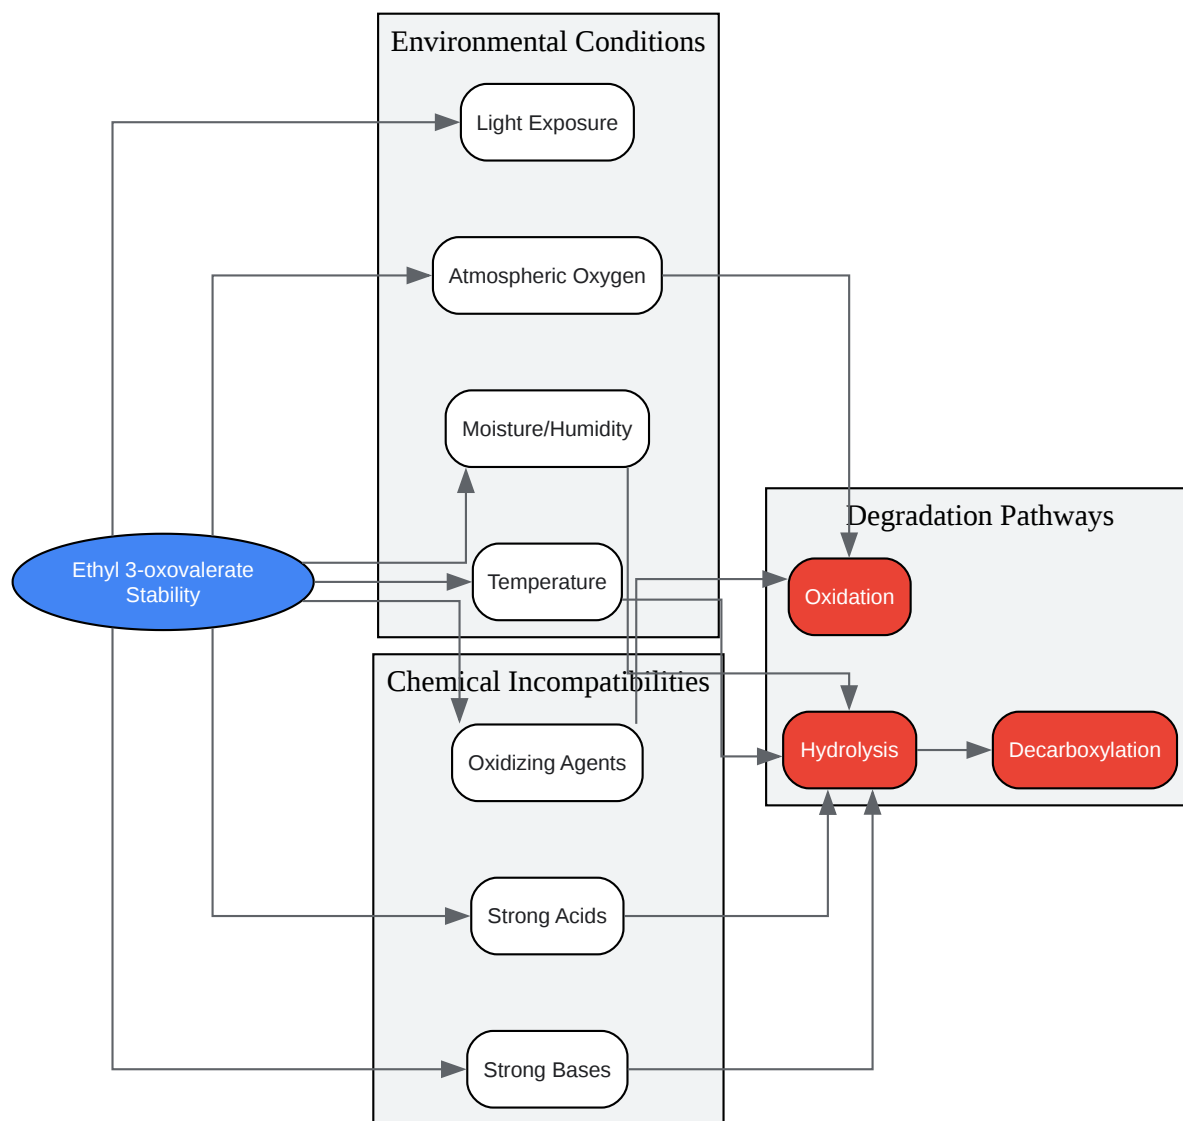 Environmental Conditions
Light Exposure
Atmospheric Oxygen
Moisture/Humidity
Temperature
Ethyl 3-oxovalerate
Stability
Chemical Incompatibilities
Oxidizing Agents
Strong Acids
Strong Bases
Degradation Pathways
Oxidation
Hydrolysis
Decarboxylation